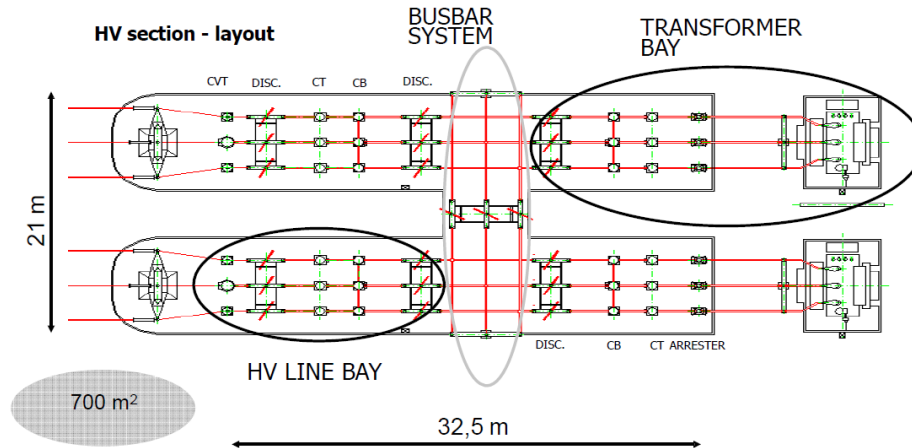 BUSBAR
SYSTEM
HV section - layout
TRANSFORMER
BAY
CVT DISC. CT CB DISC.
21 m
DISC. CB CT ARRESTER
HV LINE BAY
700 m²
32,5 m